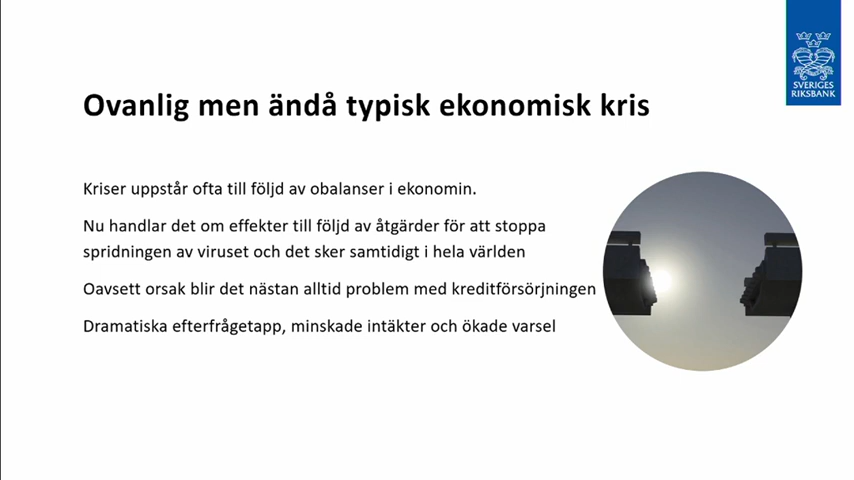 SVERIGES
RIKSBANK
Ovanlig men ändå typisk ekonomisk kris
Kriser uppstår ofta till följd av obalanser i ekonomin.
Nu handlar det om effekter till följd av åtgärder för att stoppa
spridningen av viruset och det sker samtidigt i hela världen
Oavsett orsak blir det nästan alltid problem med kreditförsörjningen
Dramatiska efterfrågetapp, minskade intäkter och ökade varsel